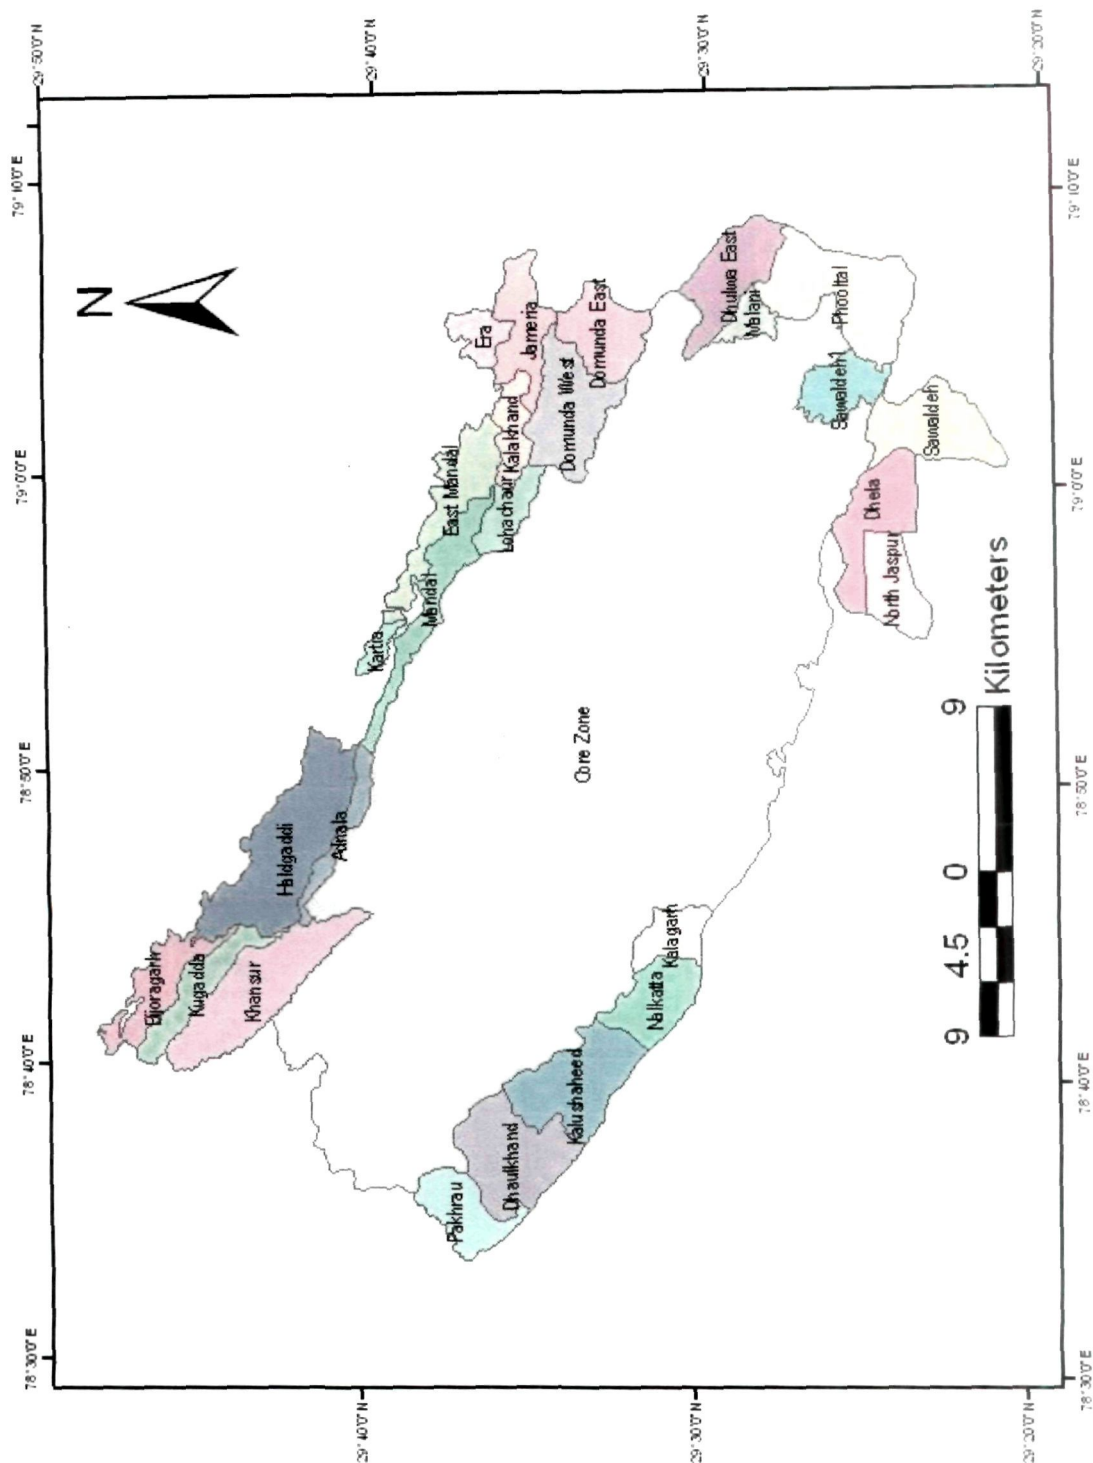 78°30'0"E
78°40'0"E
78°50'0"E
79°0'0"E
79°10'0"E
29°50'0"N
N
Kugadda
Khansur
Haldgaddi
Adnala
29°40'0"N
29°40'0"N
Kartia
Mandal
East Mandal
Era
Pakhrau
Dhaulkhand
Lohachaur
Kalakhand
Jameria
Kalushaheed
Core Zone
Domunda West
Domunda East
Nalkatta
Kalagarh
29°30'0"N
29°30'0"N
Dhulwa East
Malani
Sawaldeh1
Phooltal
Dhela
North Jaspur
Sawaldeh
9 4.5 0 9
Kilometers
29°20'0"N
29°20'0"N
78°30'0"E
78°40'0"E
78°50'0"E
79°0'0"E
79°10'0"E